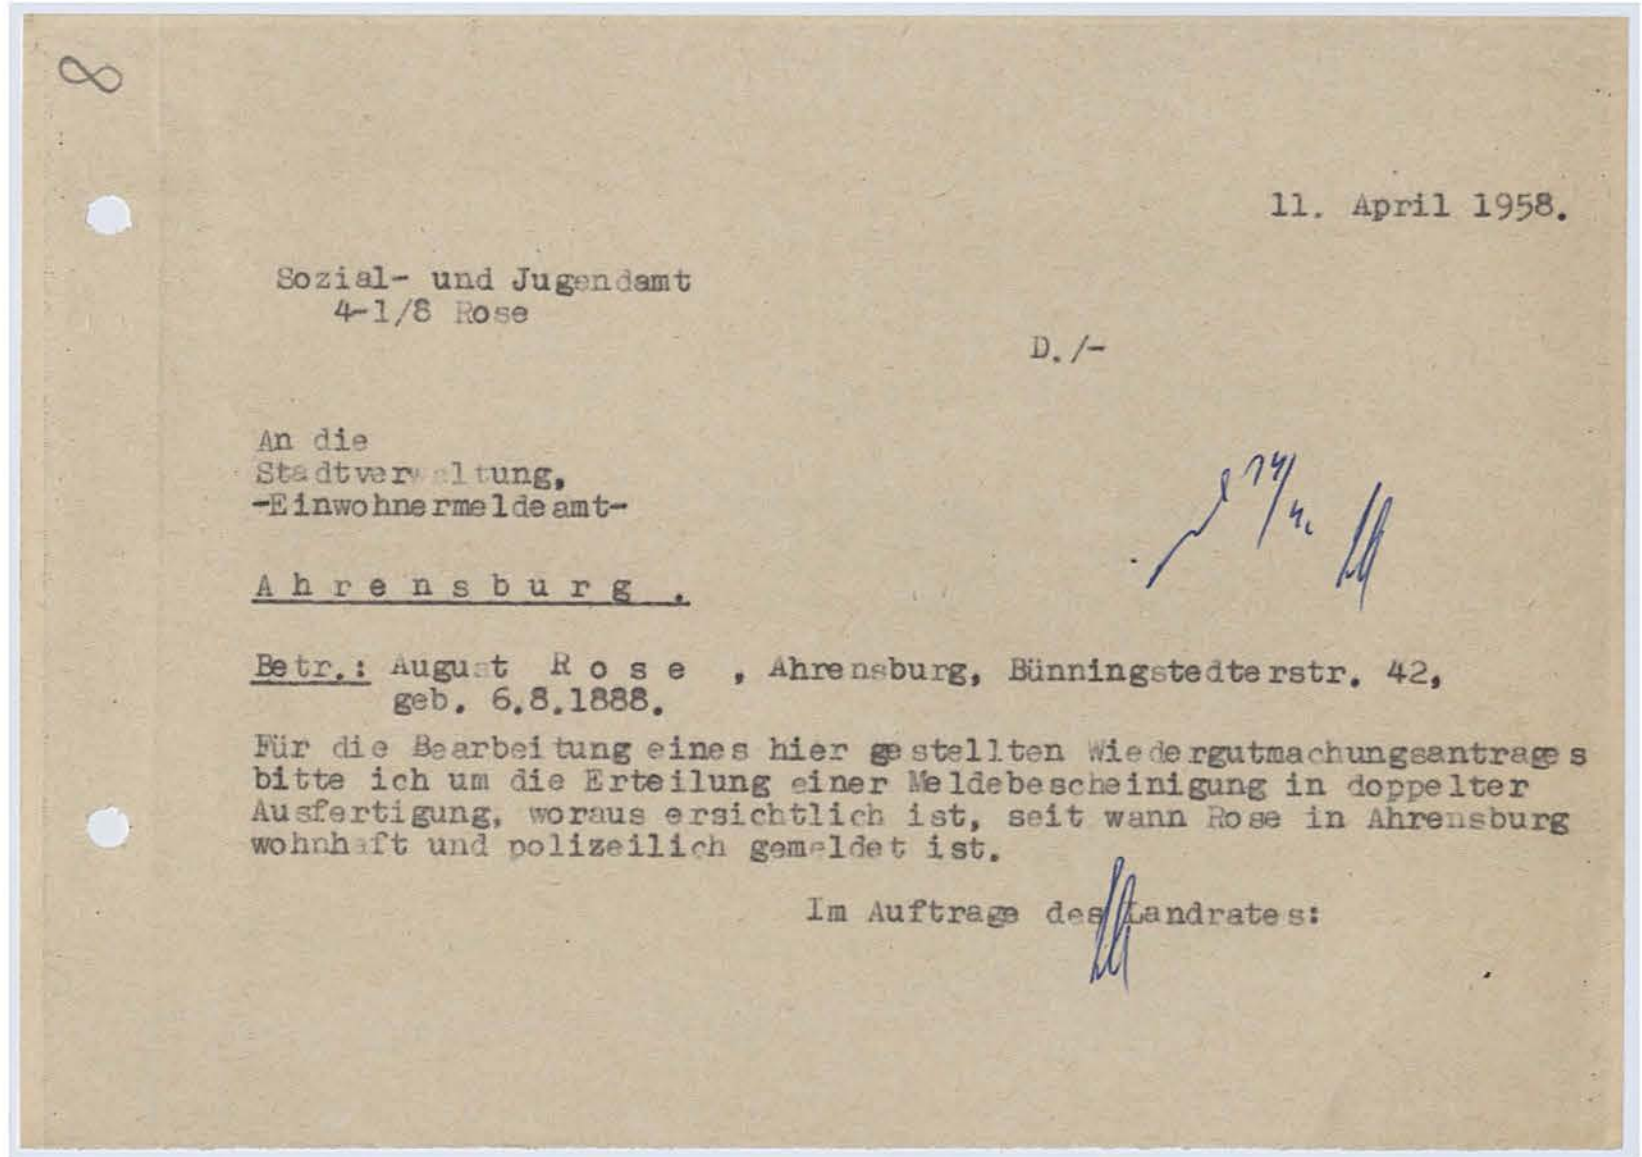 8
11. April 1958.
Sozial- und Jugendamt
4-1/8 Rose
D./-
An die
Stadtverwaltung,
-Einwohnermeldeamt-
14/4.
A h r e n s b u r g .
Betr.: August R o s e , Ahrensburg, Bünningstedterstr. 42,
geb. 6.8.1888.
Für die Bearbeitung eines hier gestellten Wiedergutmachungsantrages
bitte ich um die Erteilung einer Meldebescheinigung in doppelter
Ausfertigung, woraus ersichtlich ist, seit wann Rose in Ahrensburg
wohnhaft und polizeilich gemeldet ist.
Im Auftrage des Landrates: